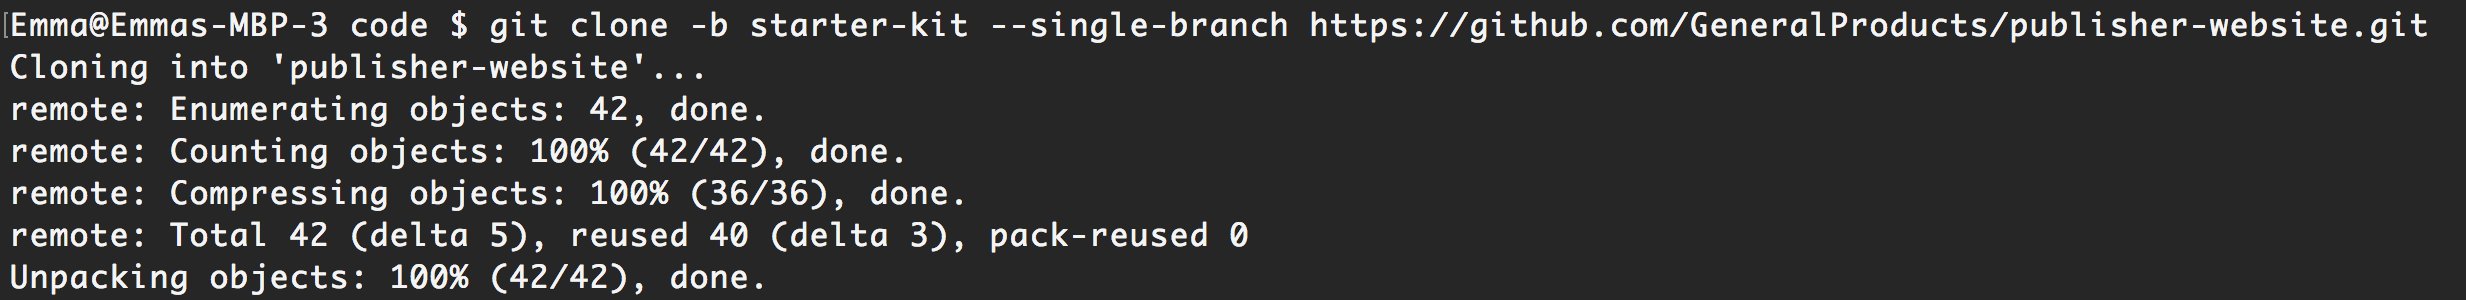 [Emma@Emmas-MBP-3 code $ git clone -b starter-kit --single-branch https://github.com/GeneralProducts/publisher-website.git
Cloning into 'publisher-website'...
remote: Enumerating objects: 42, done.
remote: Counting objects: 100% (42/42), done.
remote: Compressing objects: 100% (36/36), done.
remote: Total 42 (delta 5), reused 40 (delta 3), pack-reused 0
Unpacking objects: 100% (42/42), done.